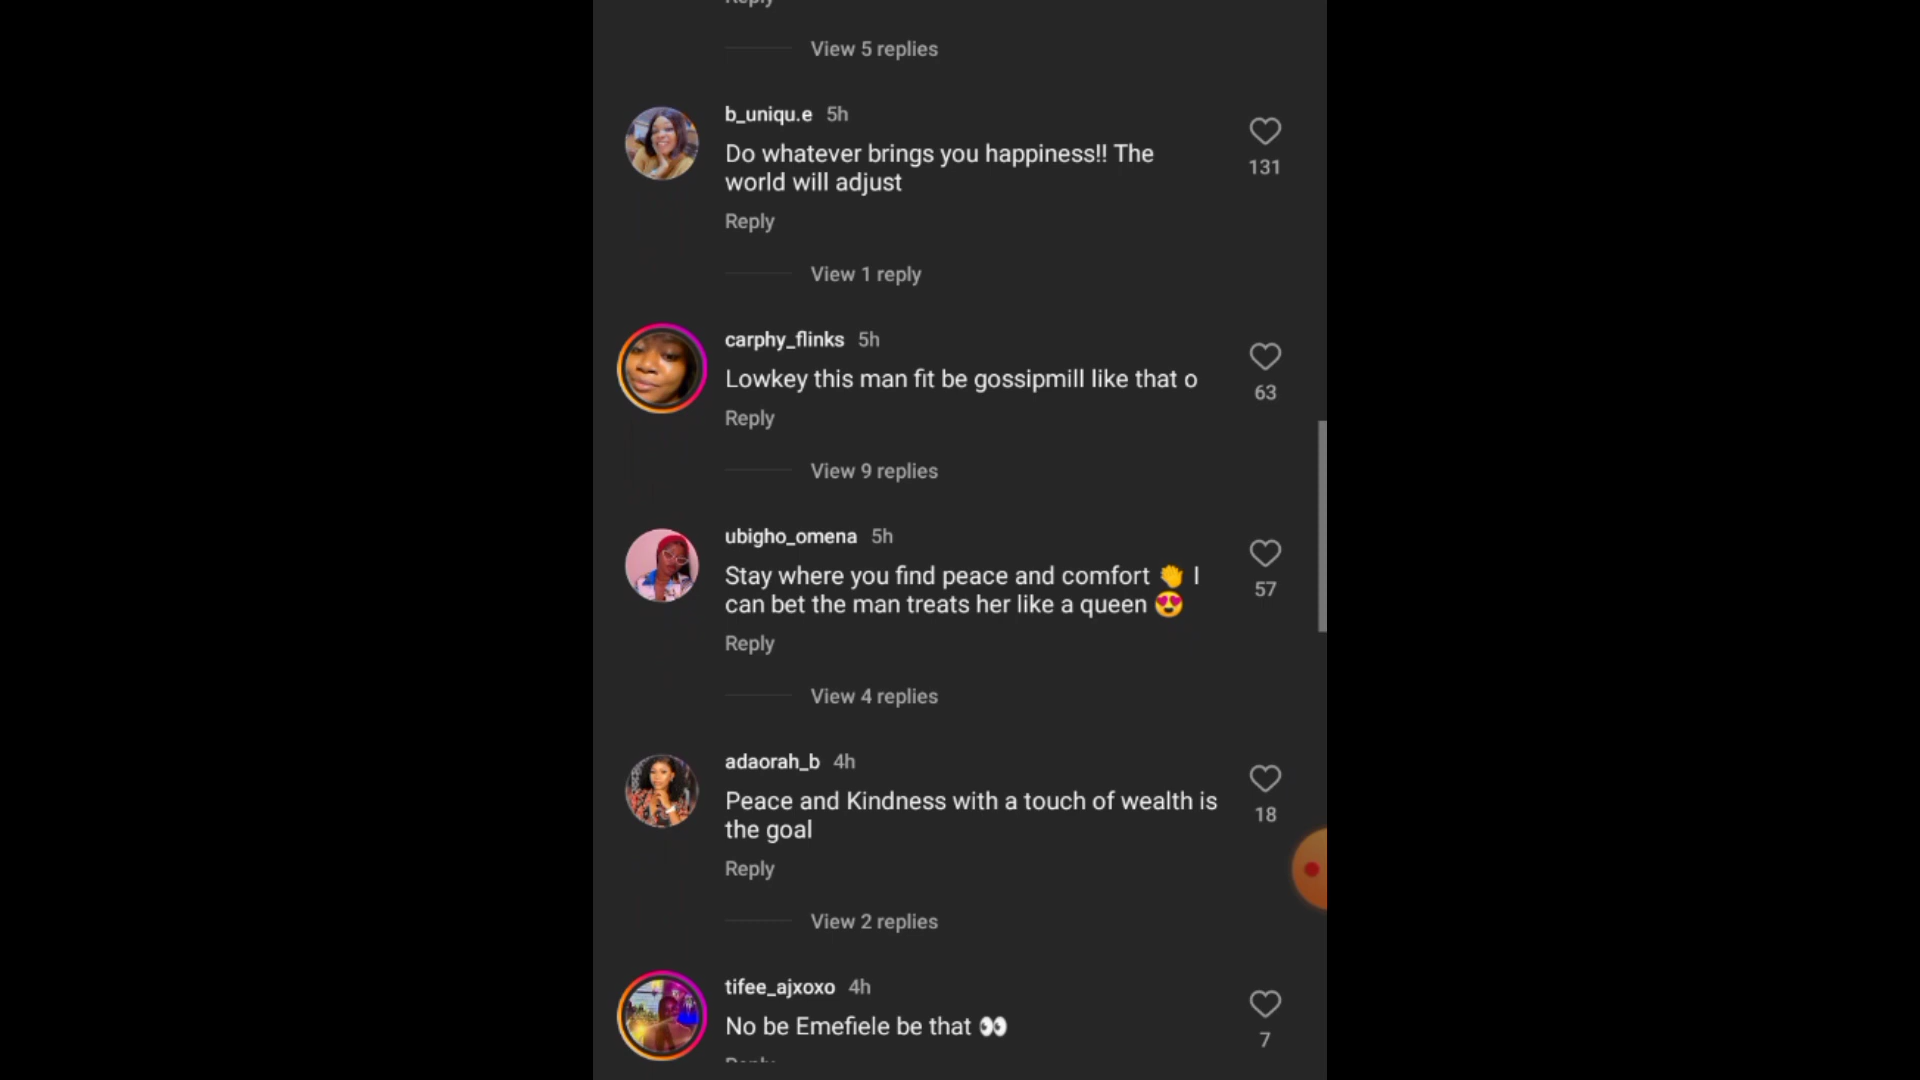 Reply
View 5 replies
b_uniqu.e 5h
Do whatever brings you happiness!! The
world will adjust
131
Reply
View 1 reply
carphy_flinks 5h
Lowkey this man fit be gossipmill like that o
63
Reply
View 9 replies
ubigho_omena 5h
Stay where you find peace and comfort 👏 I
can bet the man treats her like a queen 😍
57
Reply
View 4 replies
adaorah_b 4h
Peace and Kindness with a touch of wealth is
the goal
18
Reply
View 2 replies
tifee_ajxoxo 4h
No be Emefiele be that 👀
7
Reply